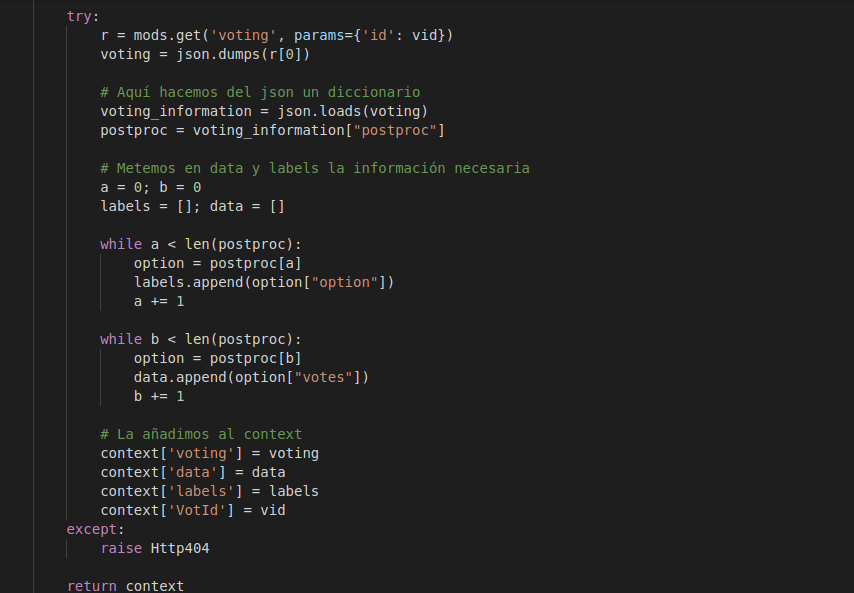 try:
r = mods.get('voting', params={'id': vid})
voting = json.dumps(r[0])
# Aquí hacemos del json un diccionario
voting_information = json.loads(voting)
postproc = voting_information["postproc"]
# Metemos en data y labels la información necesaria
a = 0; b = 0
labels = []; data = []
while a < len(postproc):
option = postproc[a]
labels.append(option["option"])
a += 1
while b < len(postproc):
option = postproc[b]
data.append(option["votes"])
b += 1
# La añadimos al context
context['voting'] = voting
context['data'] = data
context['labels'] = labels
context['VotId'] = vid
except:
raise Http404
return context